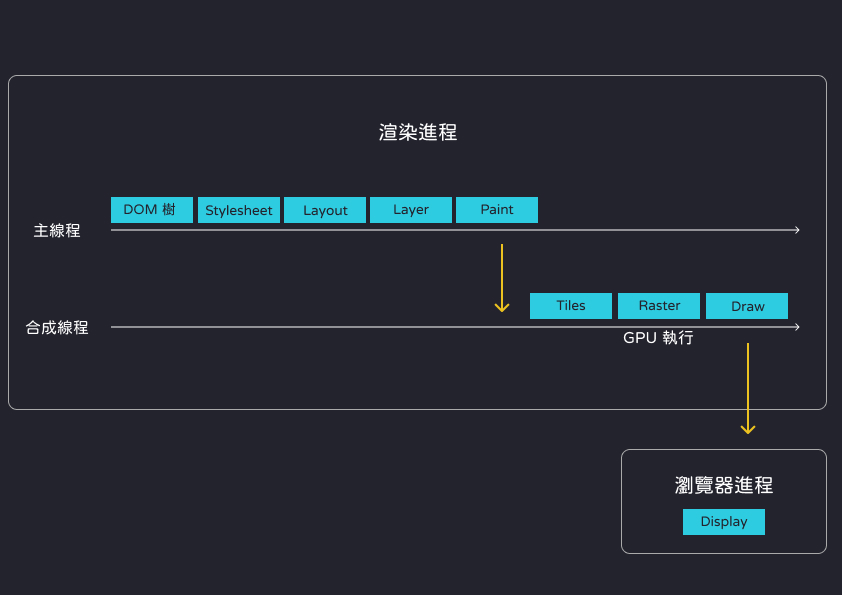 渲染進程
主線程
DOM 樹
Stylesheet
Layout
Layer
Paint
合成線程
Tiles
Raster
Draw
GPU 執行
瀏覽器進程
Display